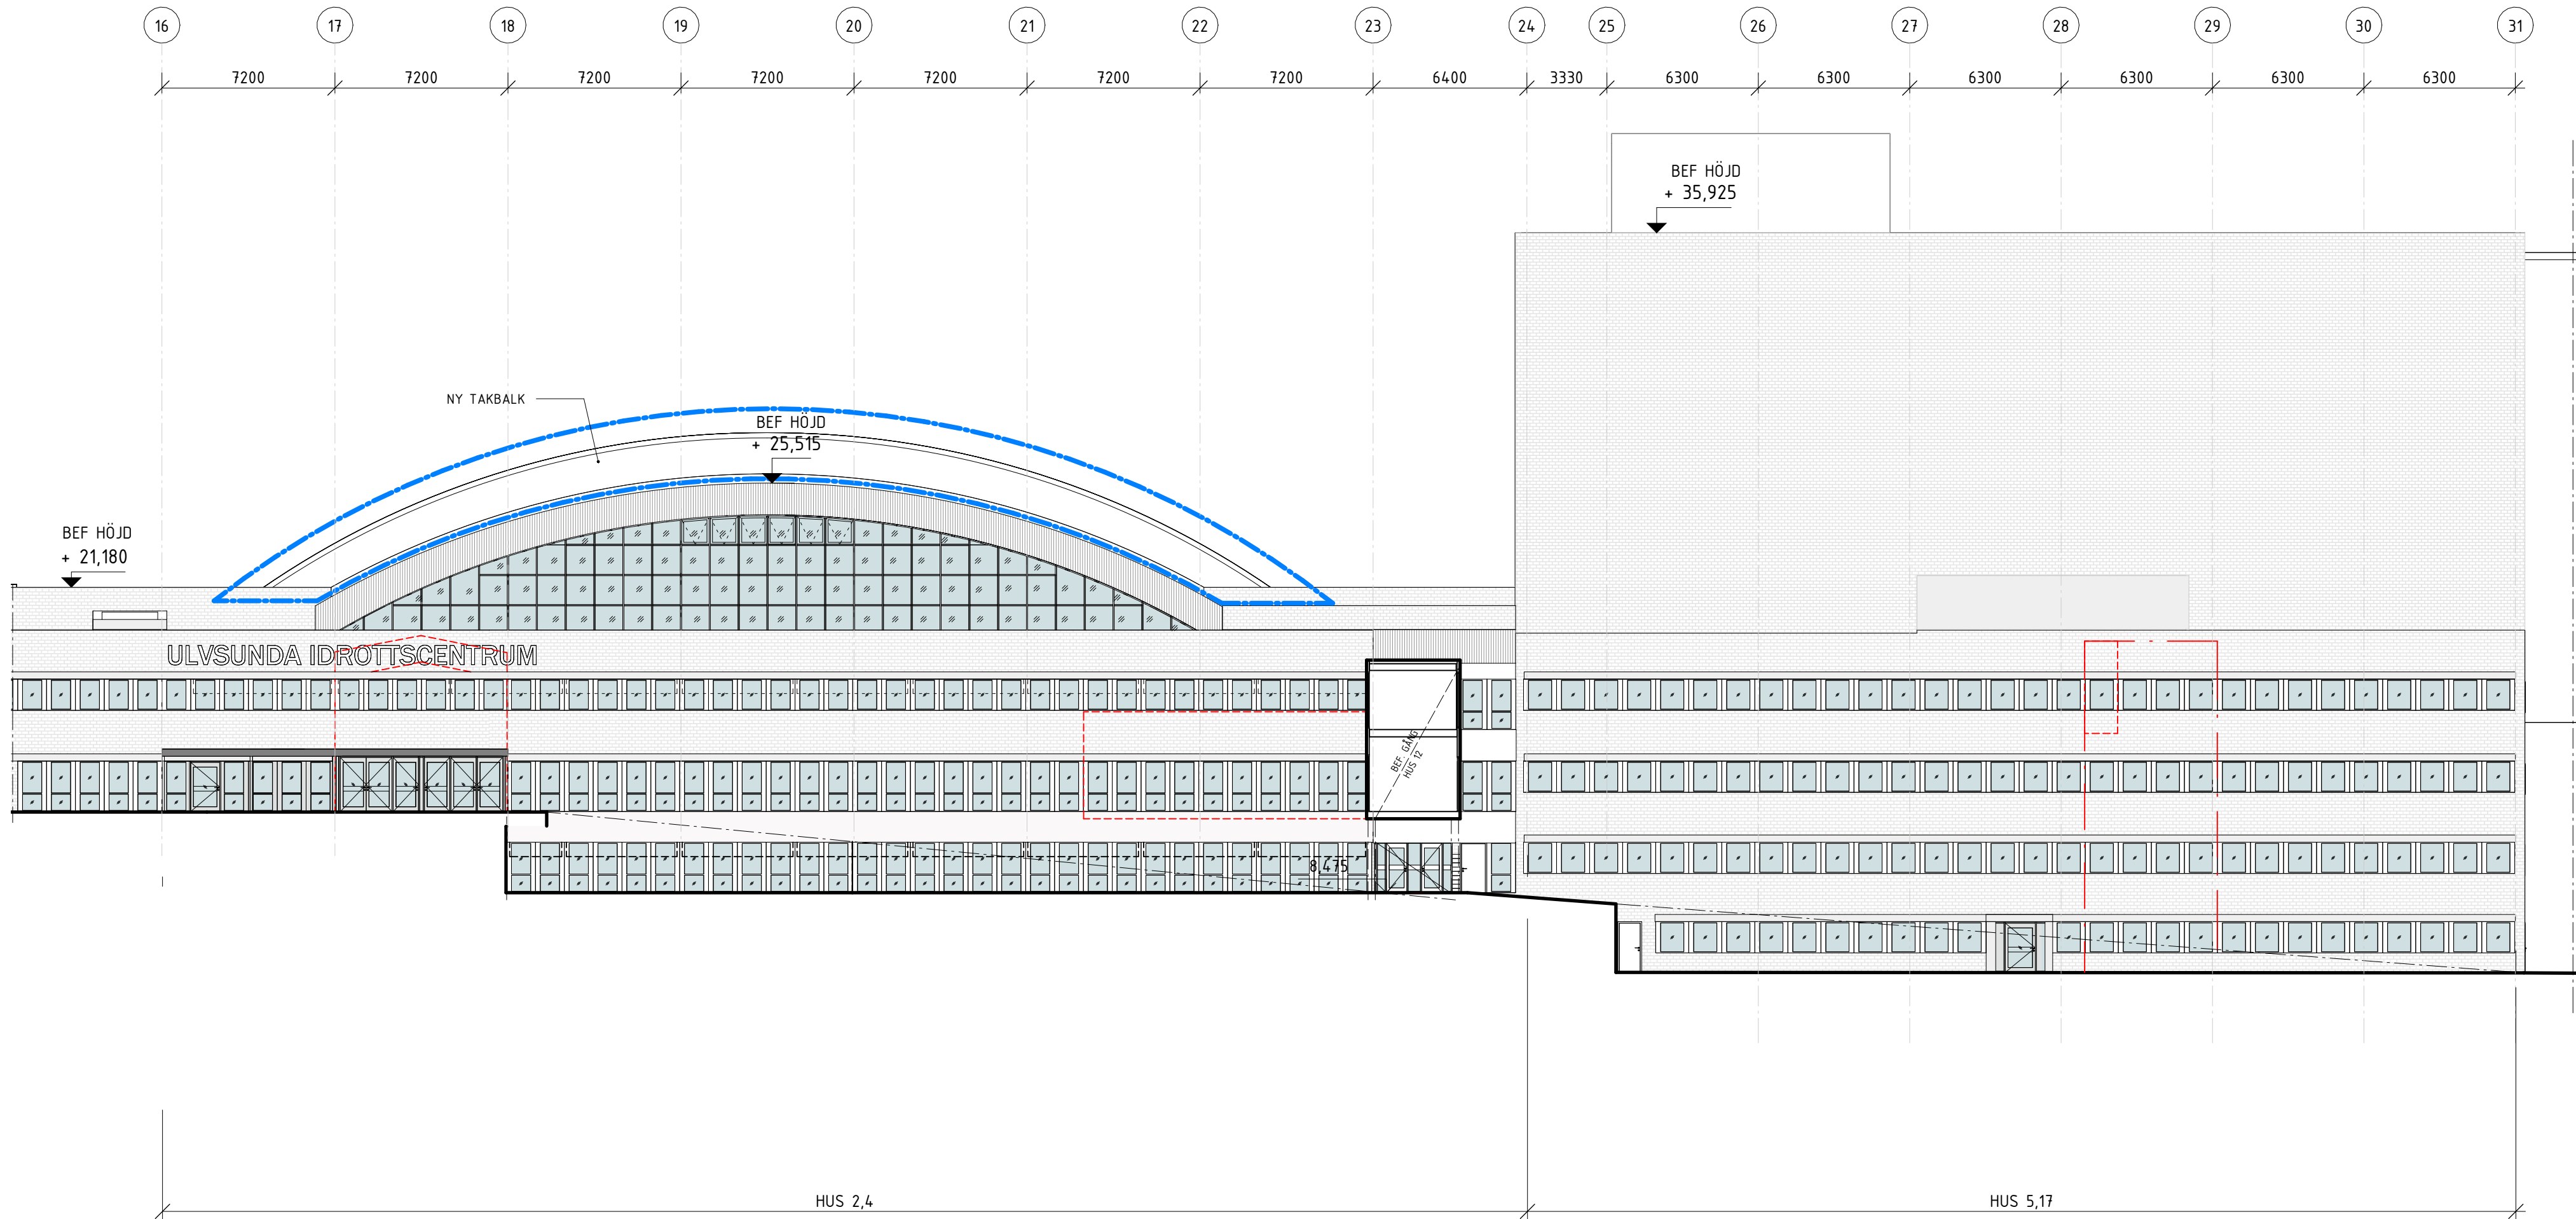 16 17 18 19 20 21 22 23 24 25 26 27 28 29 30 31
7200 7200 7200 7200 7200 7200 7200 6400 3330 6300 6300 6300 6300 6300 6300
BEF HÖJD
+ 35,925
NY TAKBALK
BEF HÖJD
+ 25,515
BEF HÖJD
+ 21,180
ULVSUNDA IDROTTSCENTRUM
BEF GÅNG
HUS 12
8,475
HUS 2,4
HUS 5,17